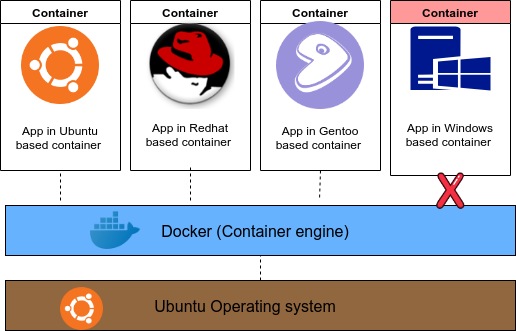 Container
Container
Container
Container
App in Ubuntu
based container
App in Redhat
based container
App in Gentoo
based container
App in Windows
based container
Docker (Container engine)
Ubuntu Operating system